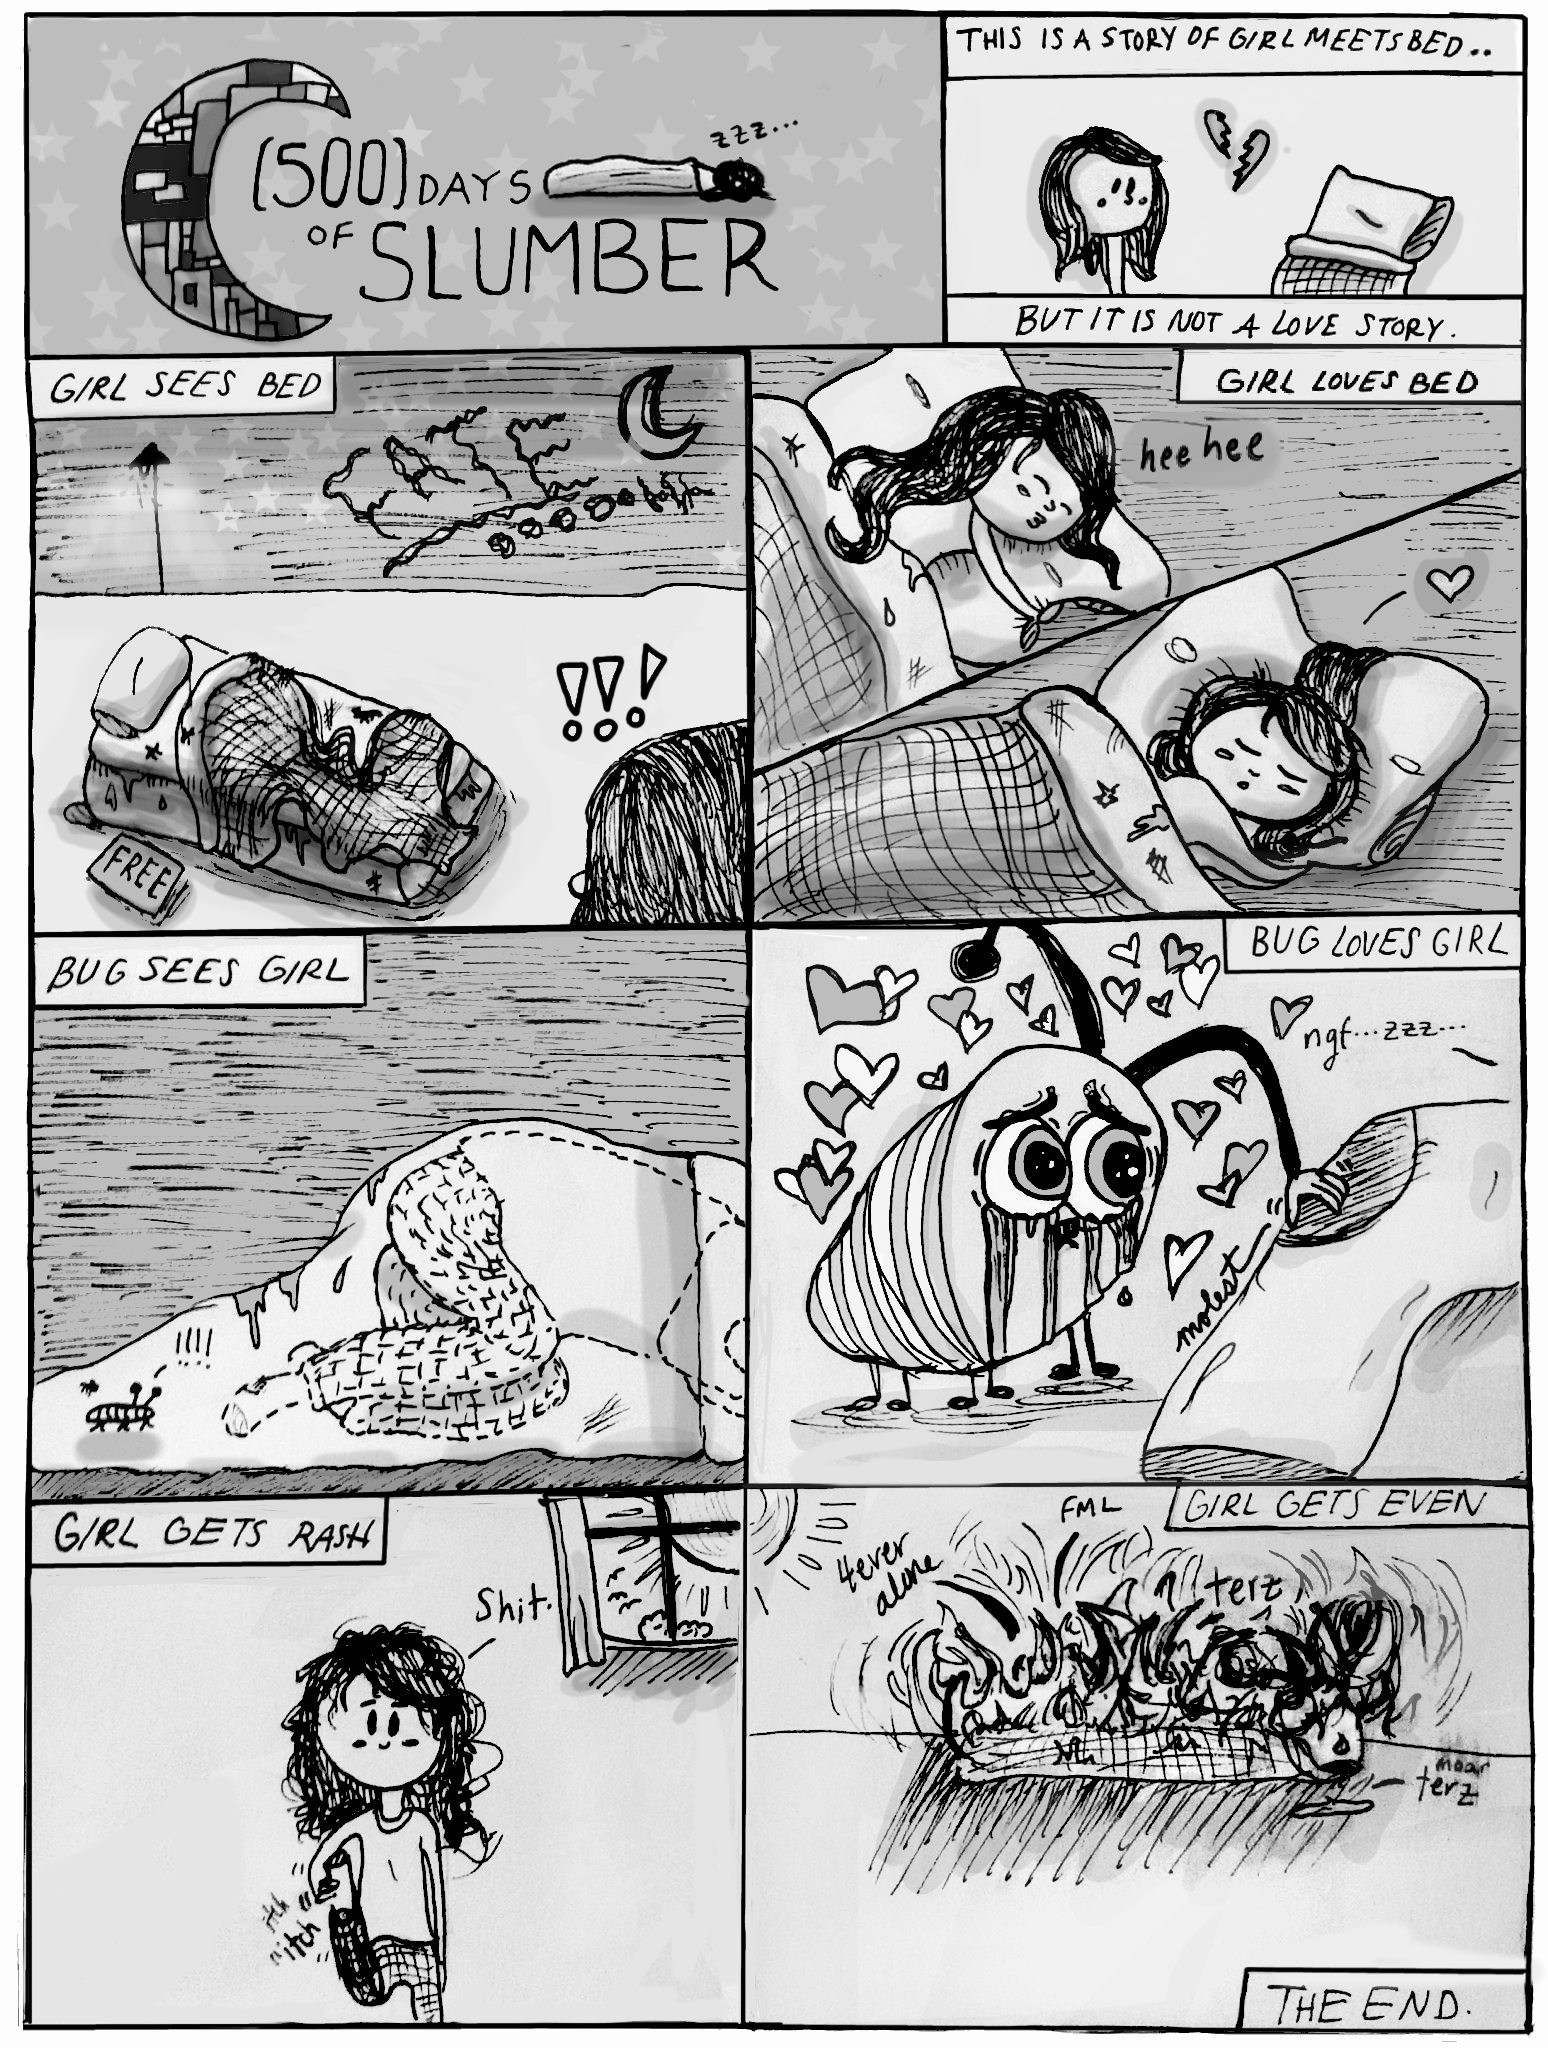 (500) DAYS
zzz...
OF SLUMBER
THIS IS A STORY OF GIRL MEETS BED..
BUT IT IS NOT A LOVE STORY.
GIRL SEES BED
!!!
FREE
GIRL LOVES BED
hee hee
BUG SEES GIRL
!!!!
BUG LOVES GIRL
ngf...zzz...
molest
GIRL GETS RASH
Shit.
itch
itch
GIRL GETS EVEN
FML
4ever
alone
terz
moar
terz
THE END.